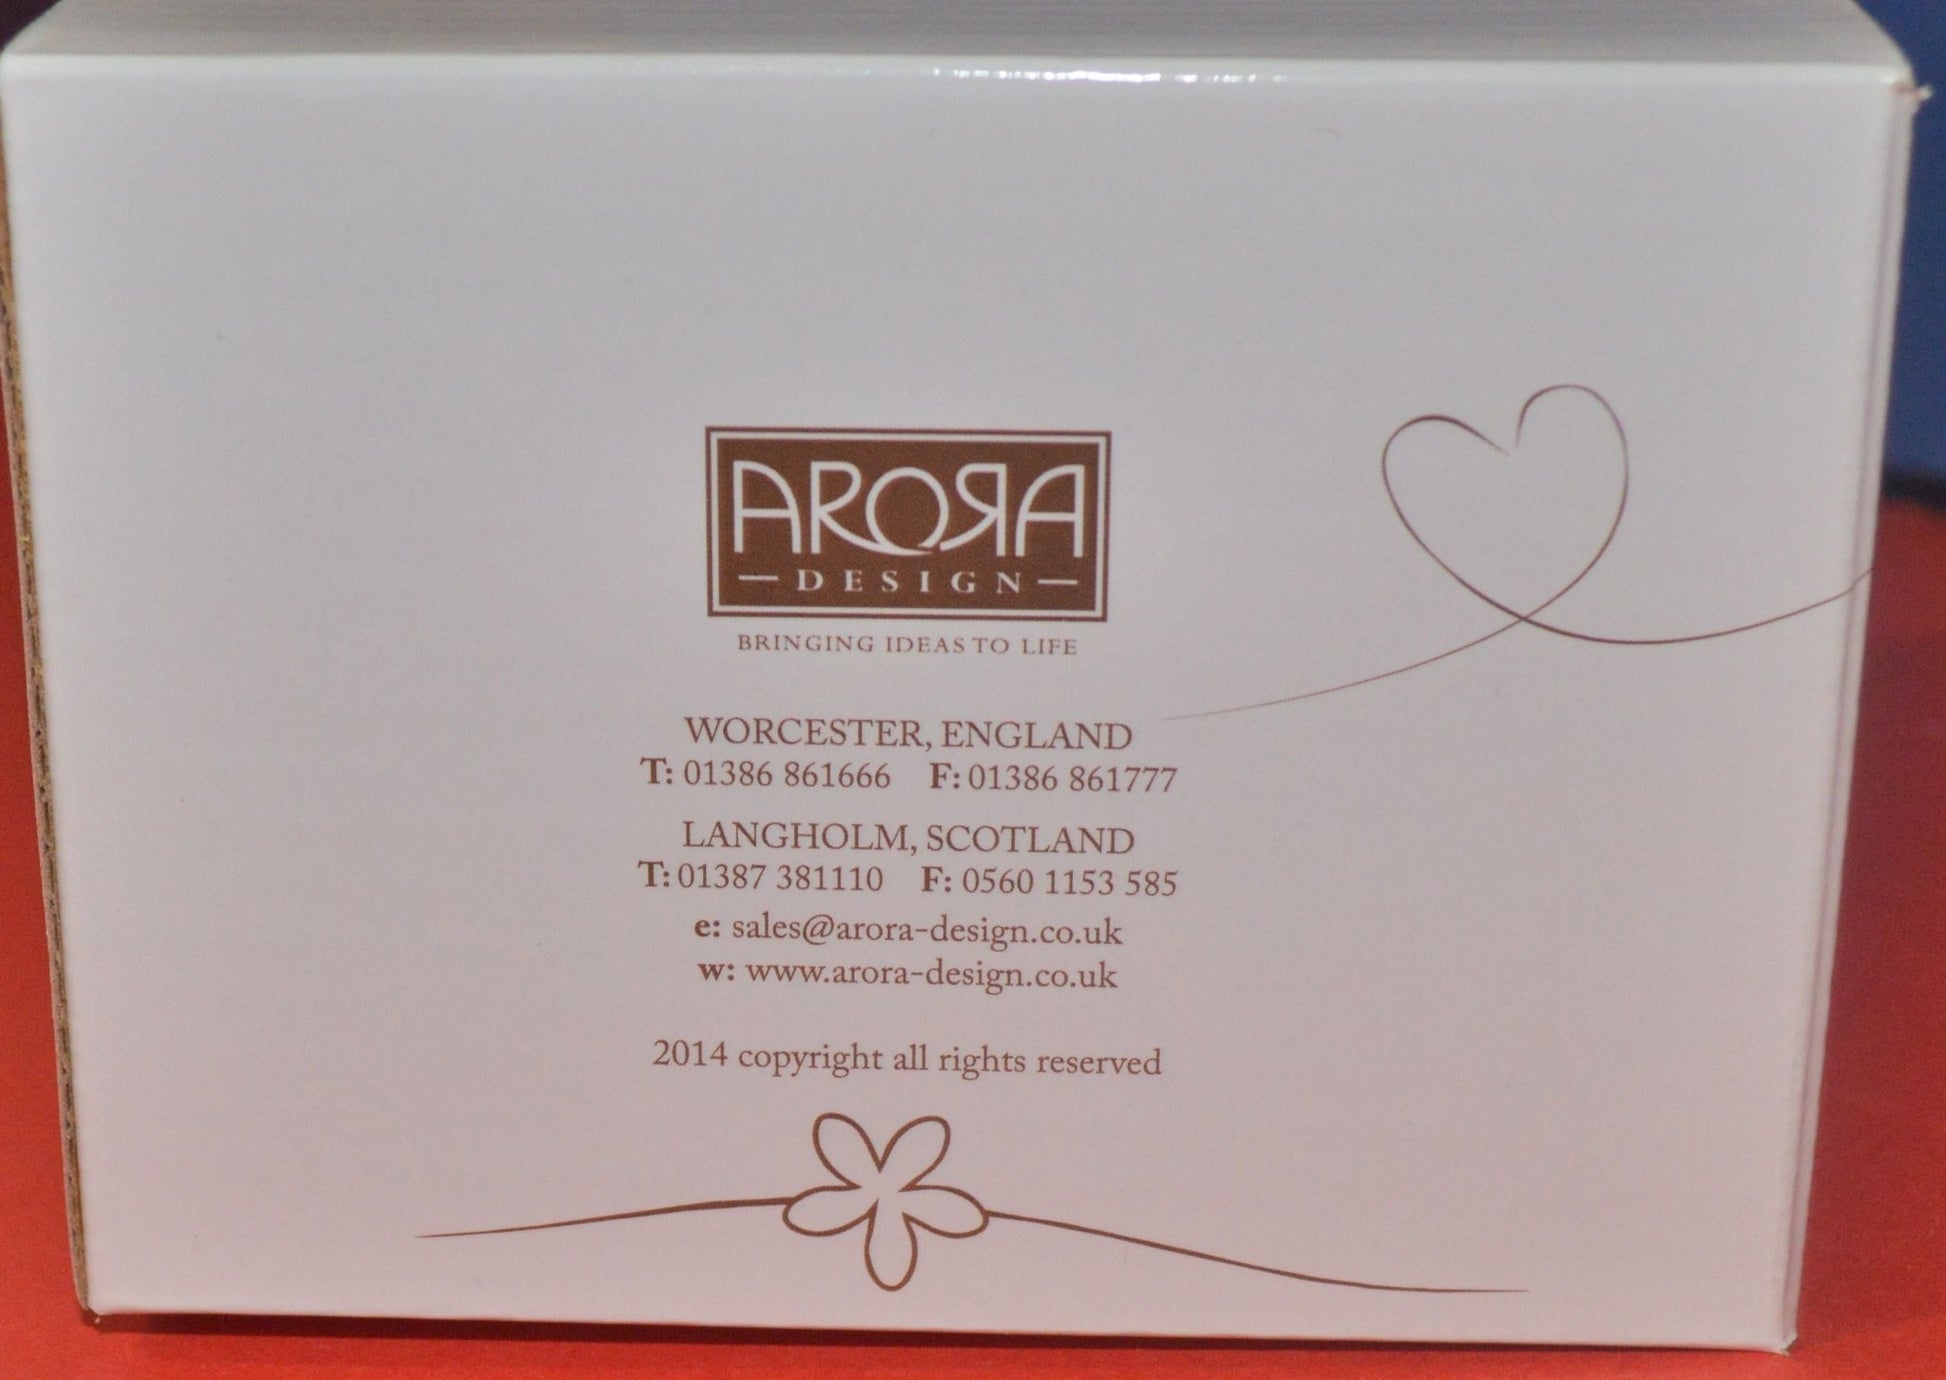 ARORA
DESIGN
BRINGING IDEAS TO LIFE
WORCESTER, ENGLAND
T: 01386 861666 F: 01386 861777
LANGHOLM, SCOTLAND
T: 01387 381110 F: 0560 1153 585
e: sales@arora-design.co.uk
w: www.arora-design.co.uk
2014 copyright all rights reserved